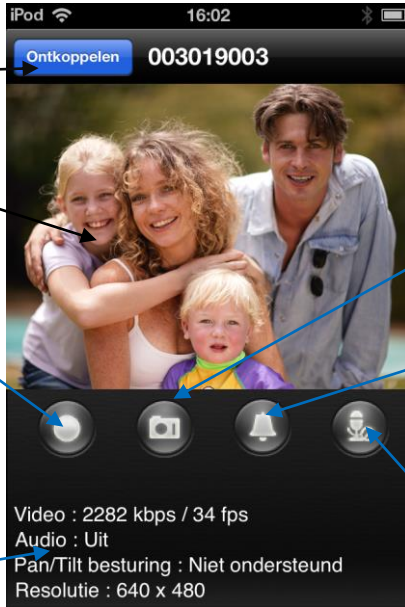 iPod 16:02
Ontkoppelen 003019003
Video : 2282 kbps / 34 fps
Audio : Uit
Pan/Tilt besturing : Niet ondersteund
Resolutie : 640 x 480